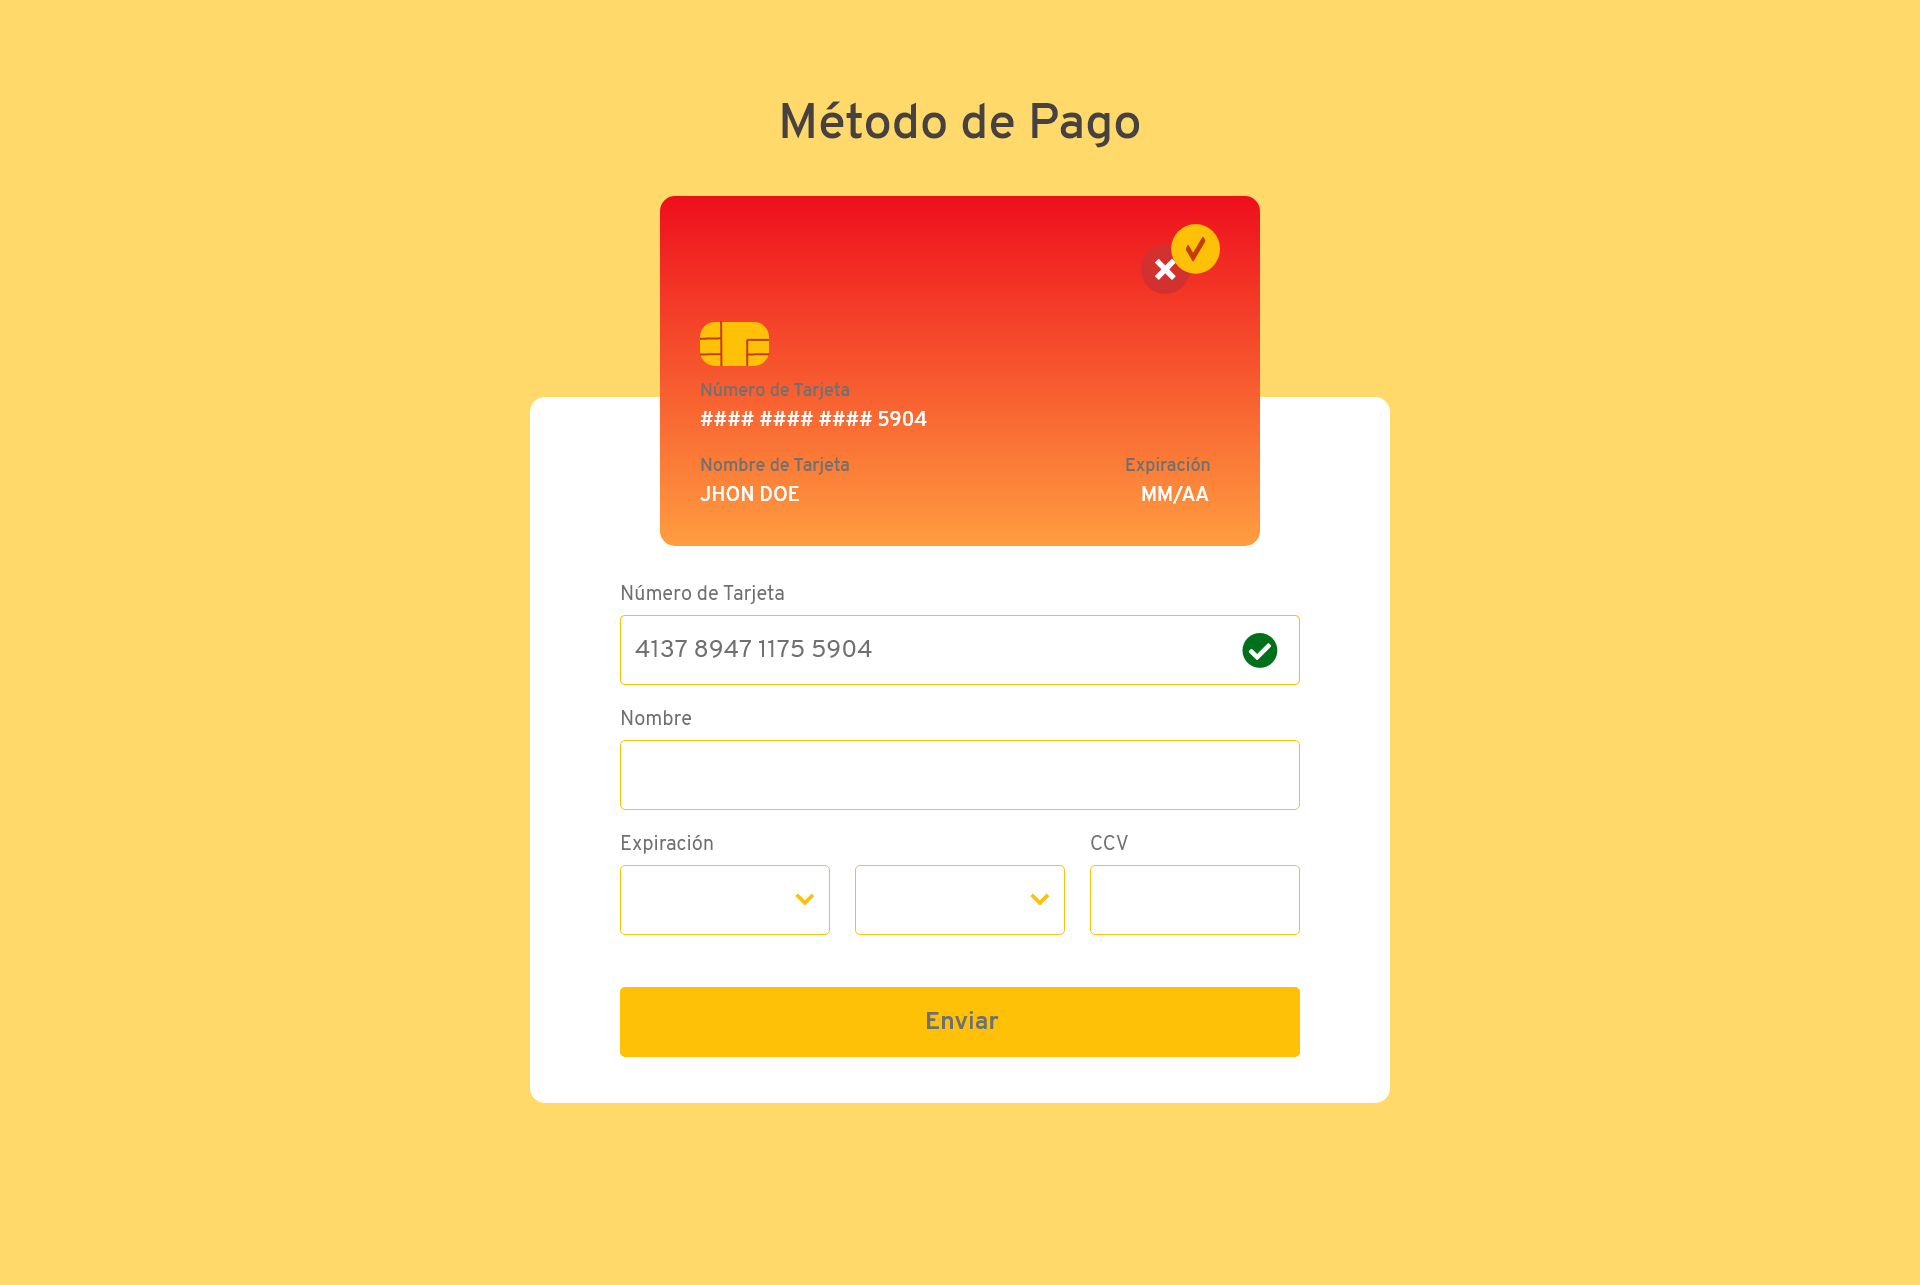 Método de Pago
Número de Tarjeta
#### #### #### 5904
Nombre de Tarjeta
Expiración
JHON DOE
MM/AA
Número de Tarjeta
4137 8947 1175 5904
Nombre
Expiración
CCV
Enviar